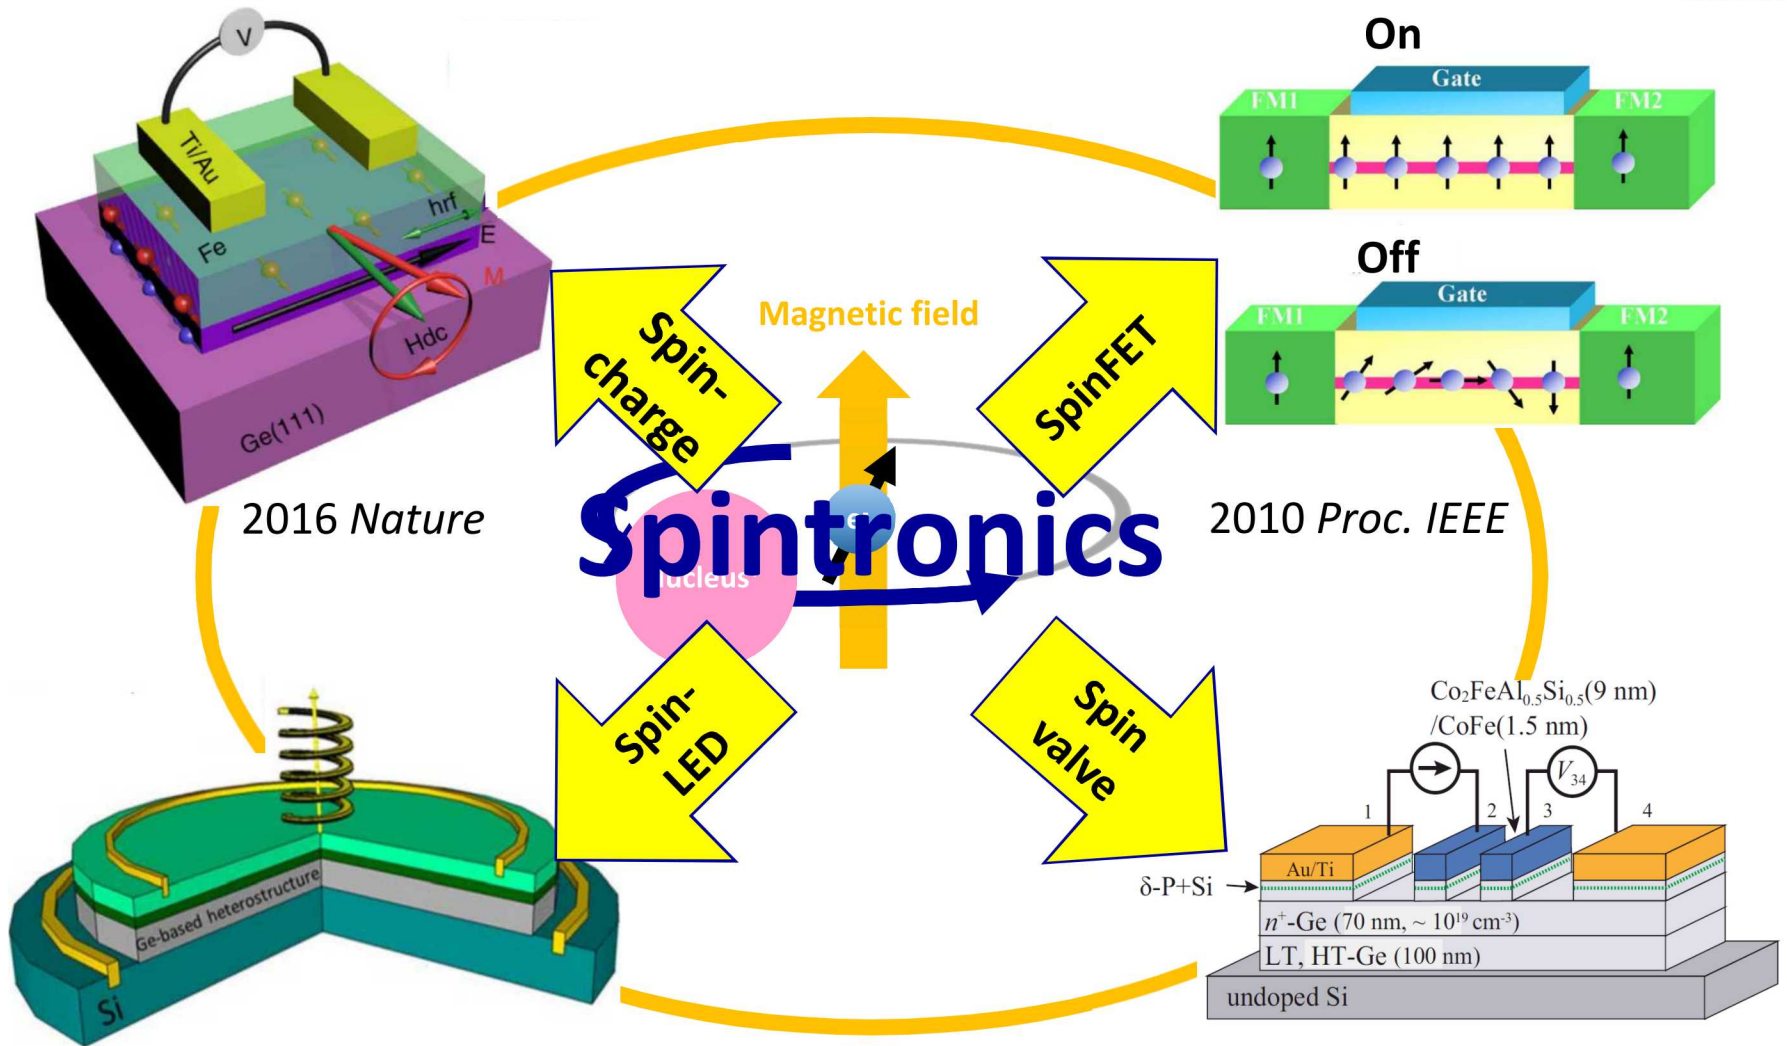 V
Ti/Au
Fe
hrf
E
M
Hdc
Ge(111)
2016 Nature
On
Gate
FM1
FM2
Off
Gate
FM1
FM2
2010 Proc. IEEE
Magnetic field
Spin-
charge
SpinFET
Spintronics
nucleus
e-
Spin-
LED
Spin
valve
Ge-based heterostructure
Si
Co₂FeAl₀.₅Si₀.₅(9 nm)
/CoFe(1.5 nm)
1
2
3
4
V₃₄
Au/Ti
δ-P+Si
n⁺-Ge (70 nm, ~ 10¹⁹ cm⁻³)
LT, HT-Ge (100 nm)
undoped Si